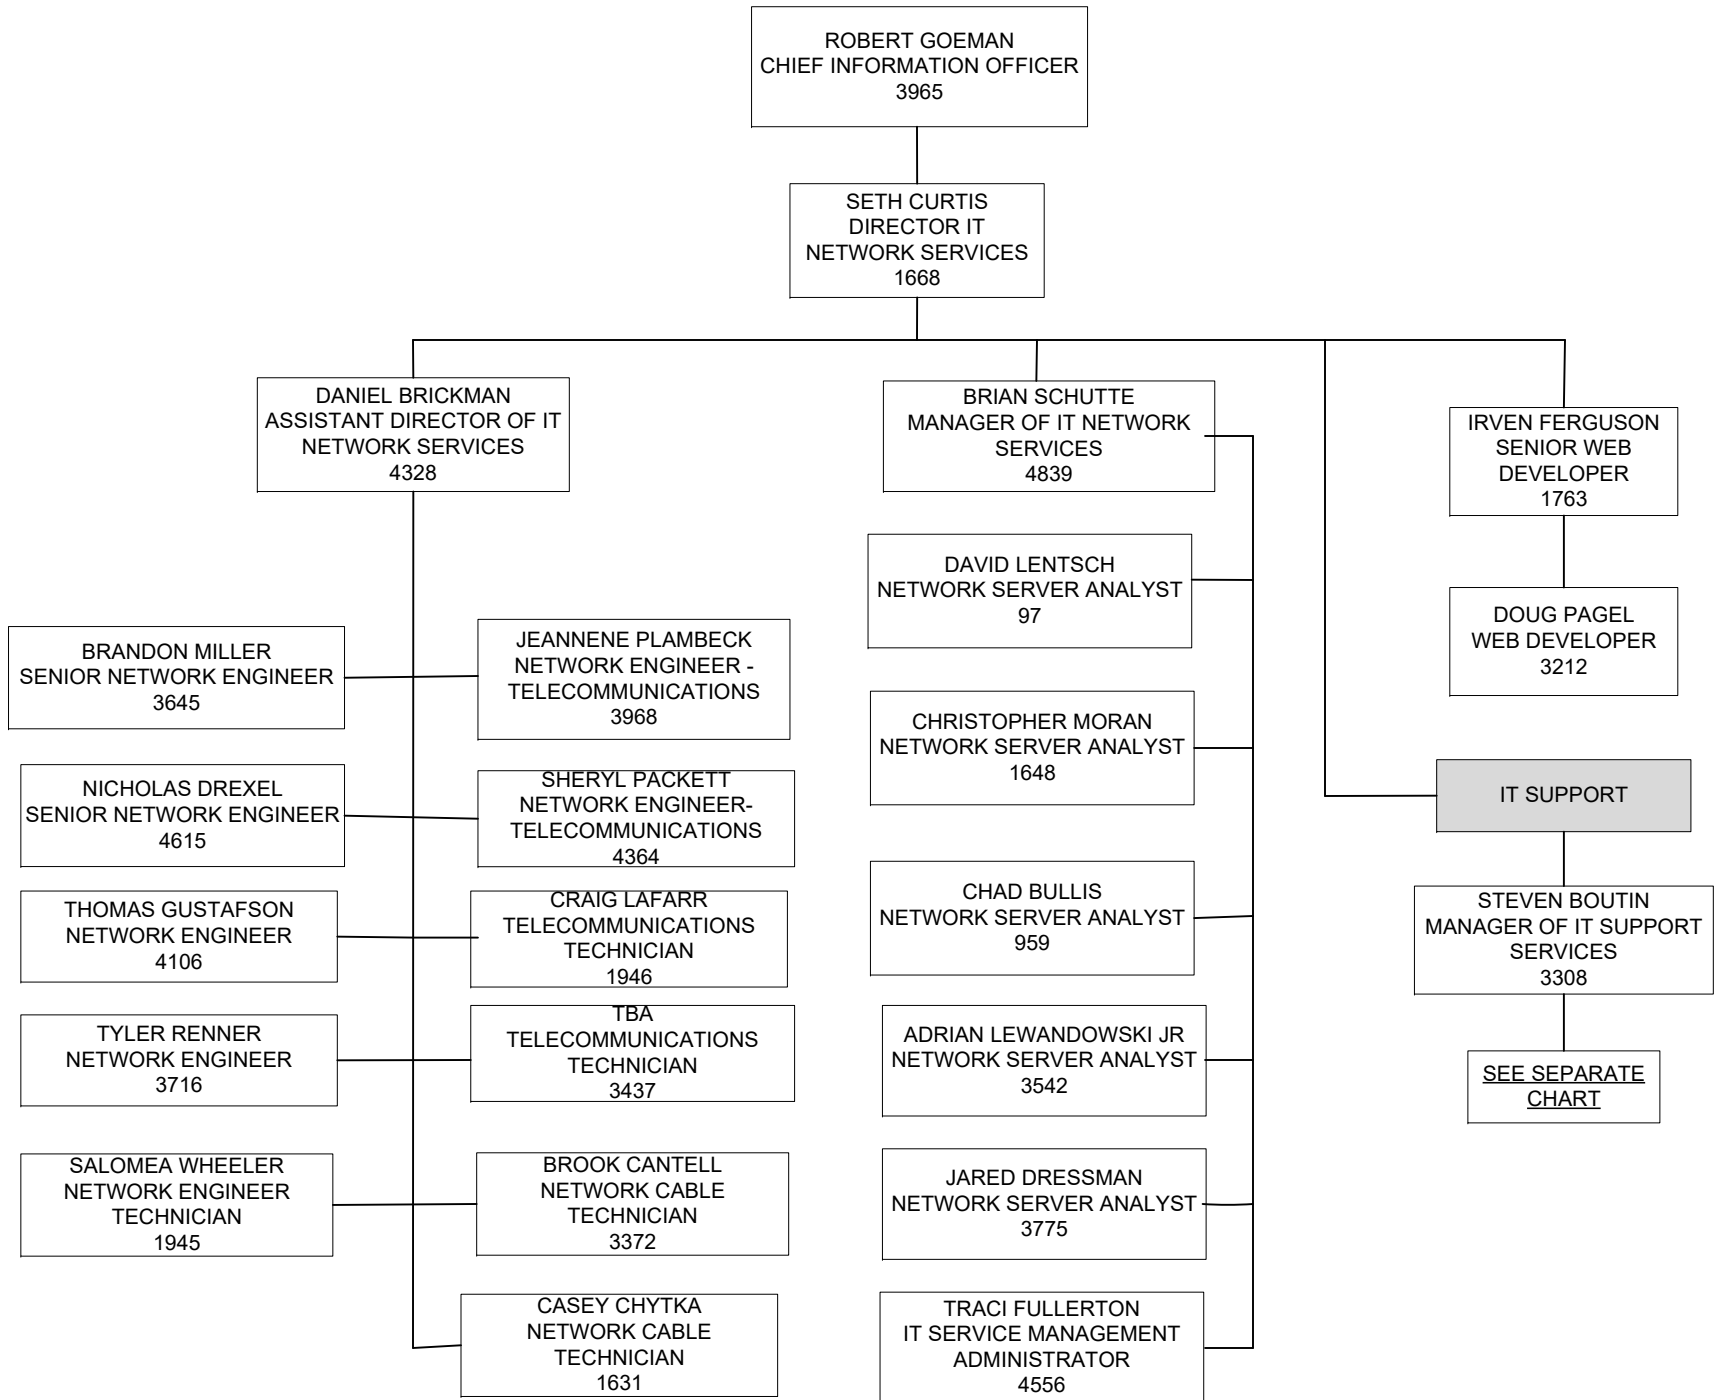 ROBERT GOEMAN
CHIEF INFORMATION OFFICER
3965
SETH CURTIS
DIRECTOR IT
NETWORK SERVICES
1668
DANIEL BRICKMAN
ASSISTANT DIRECTOR OF IT
NETWORK SERVICES
4328
BRANDON MILLER
SENIOR NETWORK ENGINEER
3645
JEANNENE PLAMBECK
NETWORK ENGINEER -
TELECOMMUNICATIONS
3968
NICHOLAS DREXEL
SENIOR NETWORK ENGINEER
4615
SHERYL PACKETT
NETWORK ENGINEER-
TELECOMMUNICATIONS
4364
THOMAS GUSTAFSON
NETWORK ENGINEER
4106
CRAIG LAFARR
TELECOMMUNICATIONS
TECHNICIAN
1946
TYLER RENNER
NETWORK ENGINEER
3716
TBA
TELECOMMUNICATIONS
TECHNICIAN
3437
SALOMEA WHEELER
NETWORK ENGINEER
TECHNICIAN
1945
BROOK CANTELL
NETWORK CABLE
TECHNICIAN
3372
CASEY CHYTKA
NETWORK CABLE
TECHNICIAN
1631
BRIAN SCHUTTE
MANAGER OF IT NETWORK
SERVICES
4839
DAVID LENTSCH
NETWORK SERVER ANALYST
97
CHRISTOPHER MORAN
NETWORK SERVER ANALYST
1648
CHAD BULLIS
NETWORK SERVER ANALYST
959
ADRIAN LEWANDOWSKI JR
NETWORK SERVER ANALYST
3542
JARED DRESSMAN
NETWORK SERVER ANALYST
3775
TRACI FULLERTON
IT SERVICE MANAGEMENT
ADMINISTRATOR
4556
IRVEN FERGUSON
SENIOR WEB
DEVELOPER
1763
DOUG PAGEL
WEB DEVELOPER
3212
IT SUPPORT
STEVEN BOUTIN
MANAGER OF IT SUPPORT
SERVICES
3308
SEE SEPARATE
CHART